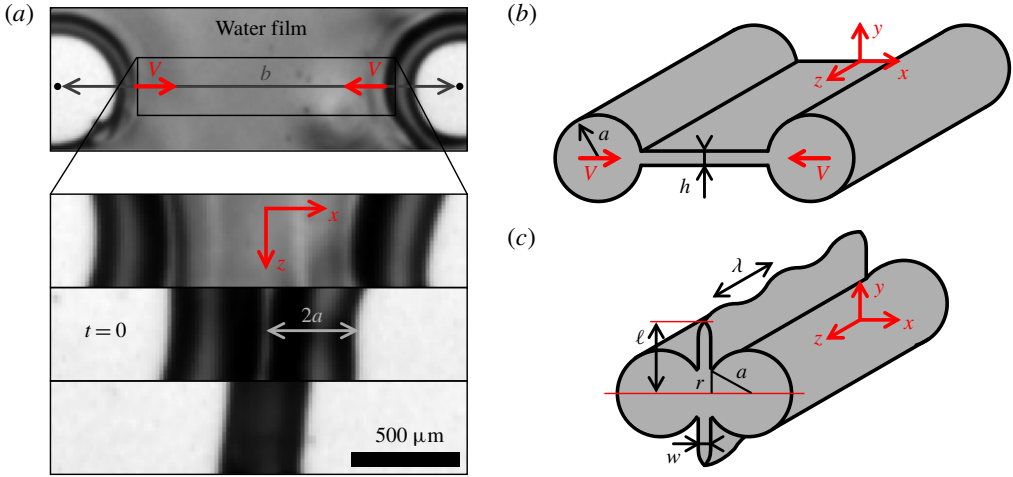 (a)
Water film
V
b
V
x
z
t = 0
2a
500 μm
(b)
y
x
z
a
V
V
h
(c)
λ
y
x
z
ℓ
r
a
w